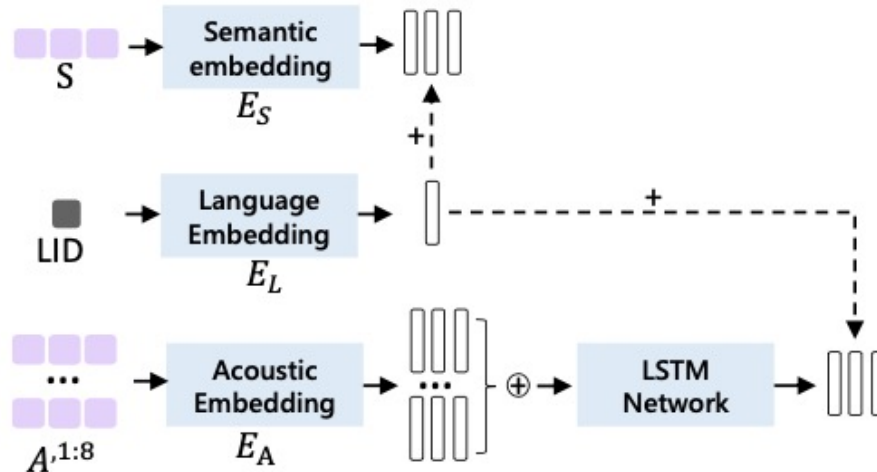 Semantic
embedding
S
E_S
+
+
Language
Embedding
LID
E_L
...
Acoustic
Embedding
...
⊕
LSTM
Network
A^{,1:8}
E_A